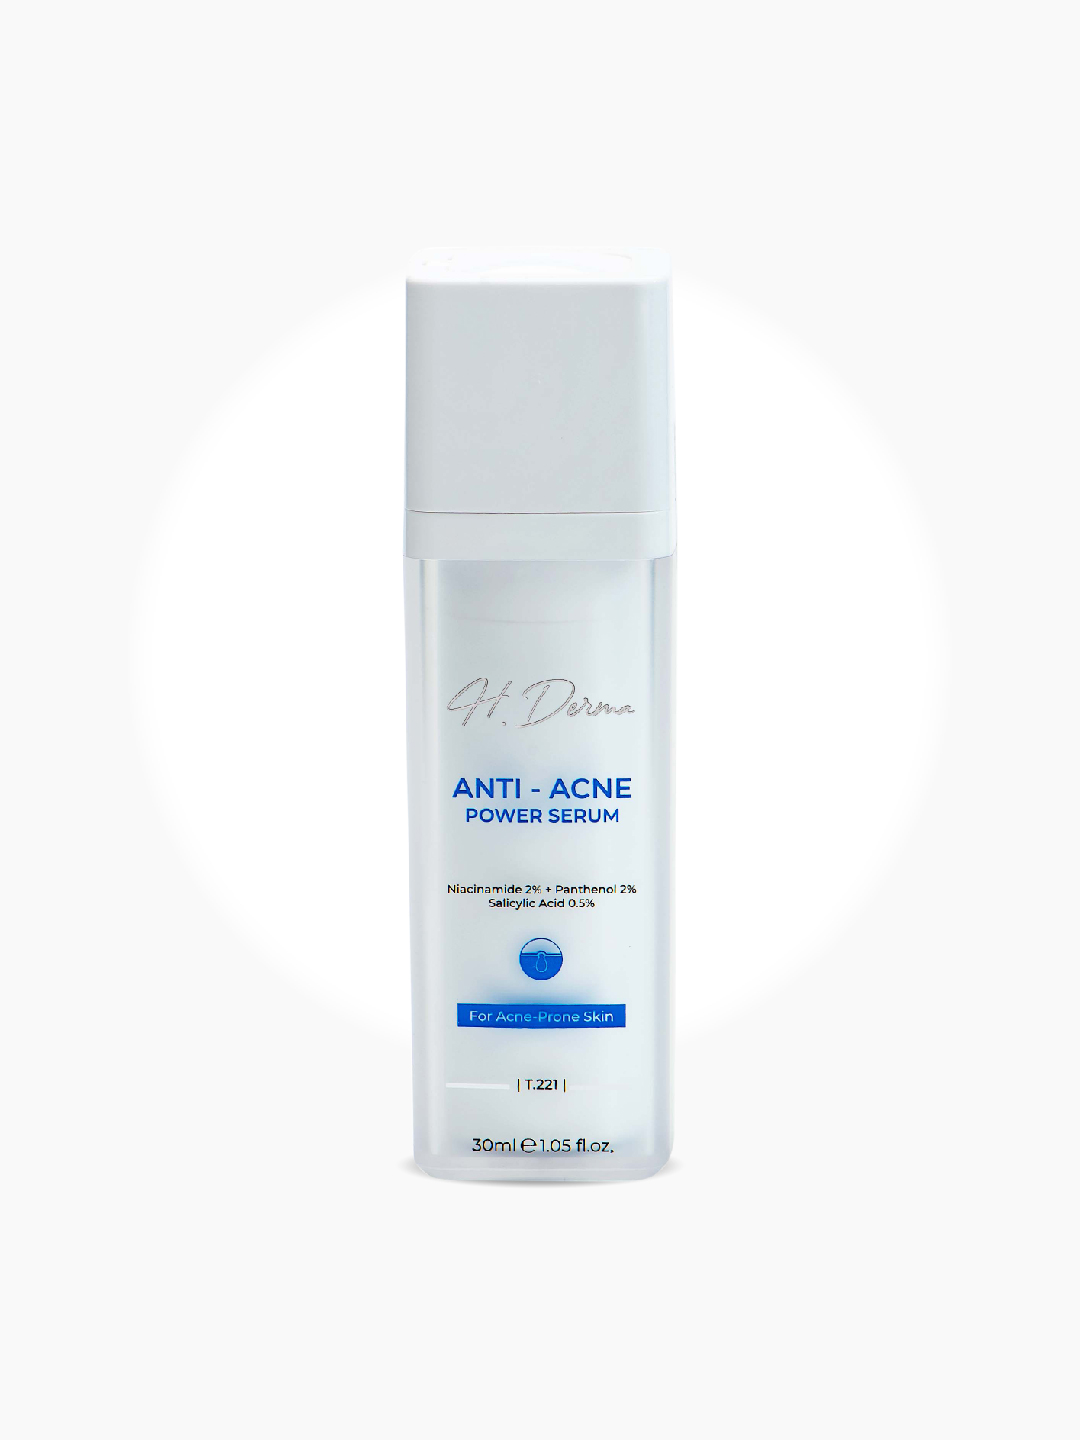 H. Derma
ANTI - ACNE
POWER SERUM
Niacinamide 2% + Panthenol 2%
Salicylic Acid 0.5%
For Acne-Prone Skin
| T.221 |
30ml ℮ 1.05 fl.oz.